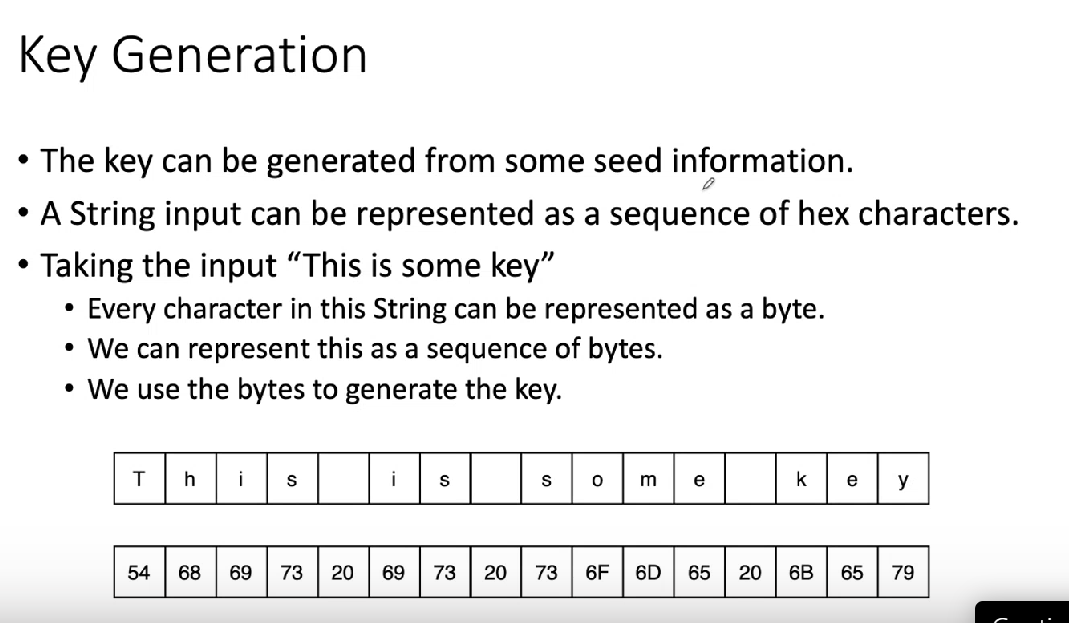 Key Generation
• The key can be generated from some seed information.
• A String input can be represented as a sequence of hex characters.
• Taking the input “This is some key”
• Every character in this String can be represented as a byte.
• We can represent this as a sequence of bytes.
• We use the bytes to generate the key.
T h i s i s s o m e k e y
54 68 69 73 20 69 73 20 73 6F 6D 65 20 6B 65 79